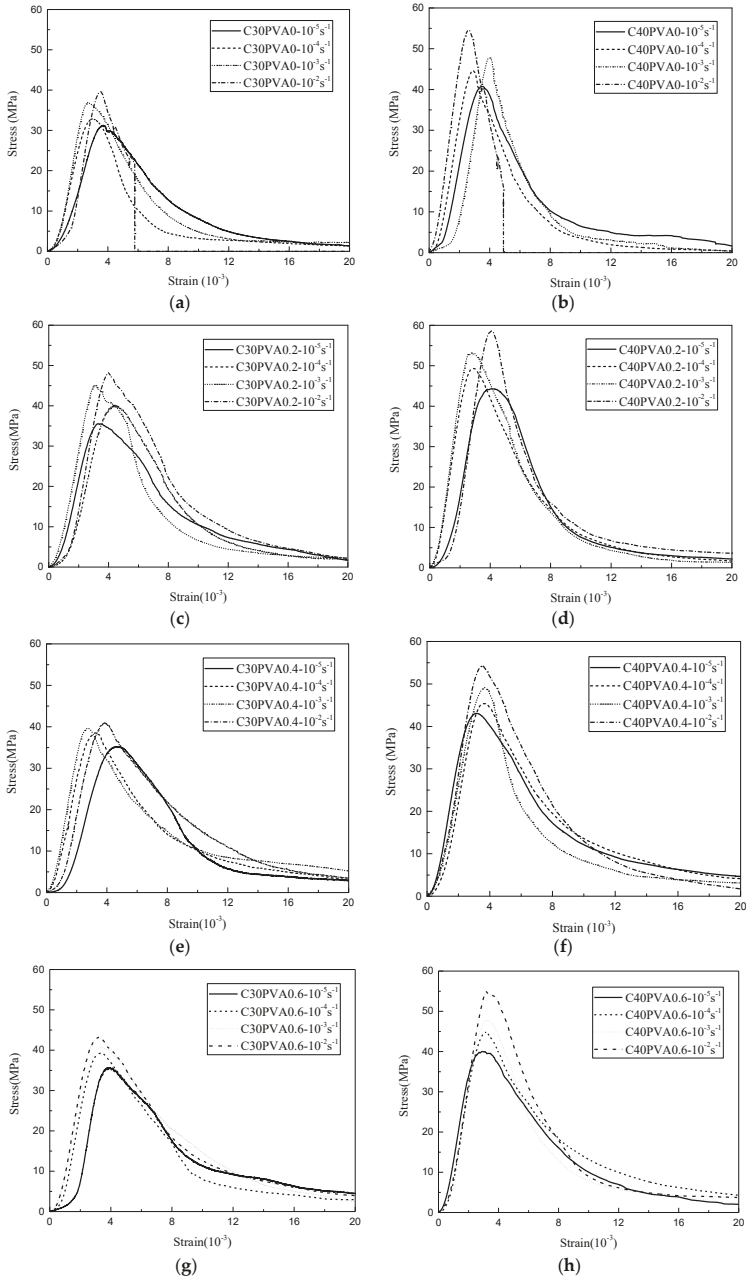 C30PVA0-10⁻⁵s⁻¹
C30PVA0-10⁻⁴s⁻¹
C30PVA0-10⁻³s⁻¹
C30PVA0-10⁻²s⁻¹
Stress (MPa)
60
50
40
30
20
10
0
0 4 8 12 16 20
Strain (10⁻³)
(a)
C40PVA0-10⁻⁵s⁻¹
C40PVA0-10⁻⁴s⁻¹
C40PVA0-10⁻³s⁻¹
C40PVA0-10⁻²s⁻¹
Stress (MPa)
60
50
40
30
20
10
0
0 4 8 12 16 20
Strain (10⁻³)
(b)
C30PVA0.2-10⁻⁵s⁻¹
C30PVA0.2-10⁻⁴s⁻¹
C30PVA0.2-10⁻³s⁻¹
C30PVA0.2-10⁻²s⁻¹
Stress(MPa)
60
50
40
30
20
10
0
0 4 8 12 16 20
Strain(10⁻³)
(c)
C40PVA0.2-10⁻⁵s⁻¹
C40PVA0.2-10⁻⁴s⁻¹
C40PVA0.2-10⁻³s⁻¹
C40PVA0.2-10⁻²s⁻¹
Stress (MPa)
60
50
40
30
20
10
0
0 4 8 12 16 20
Strain(10⁻³)
(d)
C30PVA0.4-10⁻⁵s⁻¹
C30PVA0.4-10⁻⁴s⁻¹
C30PVA0.4-10⁻³s⁻¹
C30PVA0.4-10⁻²s⁻¹
Stress(MPa)
60
50
40
30
20
10
0
0 4 8 12 16 20
Strain(10⁻³)
(e)
C40PVA0.4-10⁻⁵s⁻¹
C40PVA0.4-10⁻⁴s⁻¹
C40PVA0.4-10⁻³s⁻¹
C40PVA0.4-10⁻²s⁻¹
Stress (MPa)
60
50
40
30
20
10
0
0 4 8 12 16 20
Strain(10⁻³)
(f)
C30PVA0.6-10⁻⁵s⁻¹
C30PVA0.6-10⁻⁴s⁻¹
C30PVA0.6-10⁻³s⁻¹
C30PVA0.6-10⁻²s⁻¹
Stress(MPa)
60
50
40
30
20
10
0
0 4 8 12 16 20
Strain(10⁻³)
(g)
C40PVA0.6-10⁻⁵s⁻¹
C40PVA0.6-10⁻⁴s⁻¹
C40PVA0.6-10⁻³s⁻¹
C40PVA0.6-10⁻²s⁻¹
Stress(MPa)
60
50
40
30
20
10
0
0 4 8 12 16 20
Strain(10⁻³)
(h)